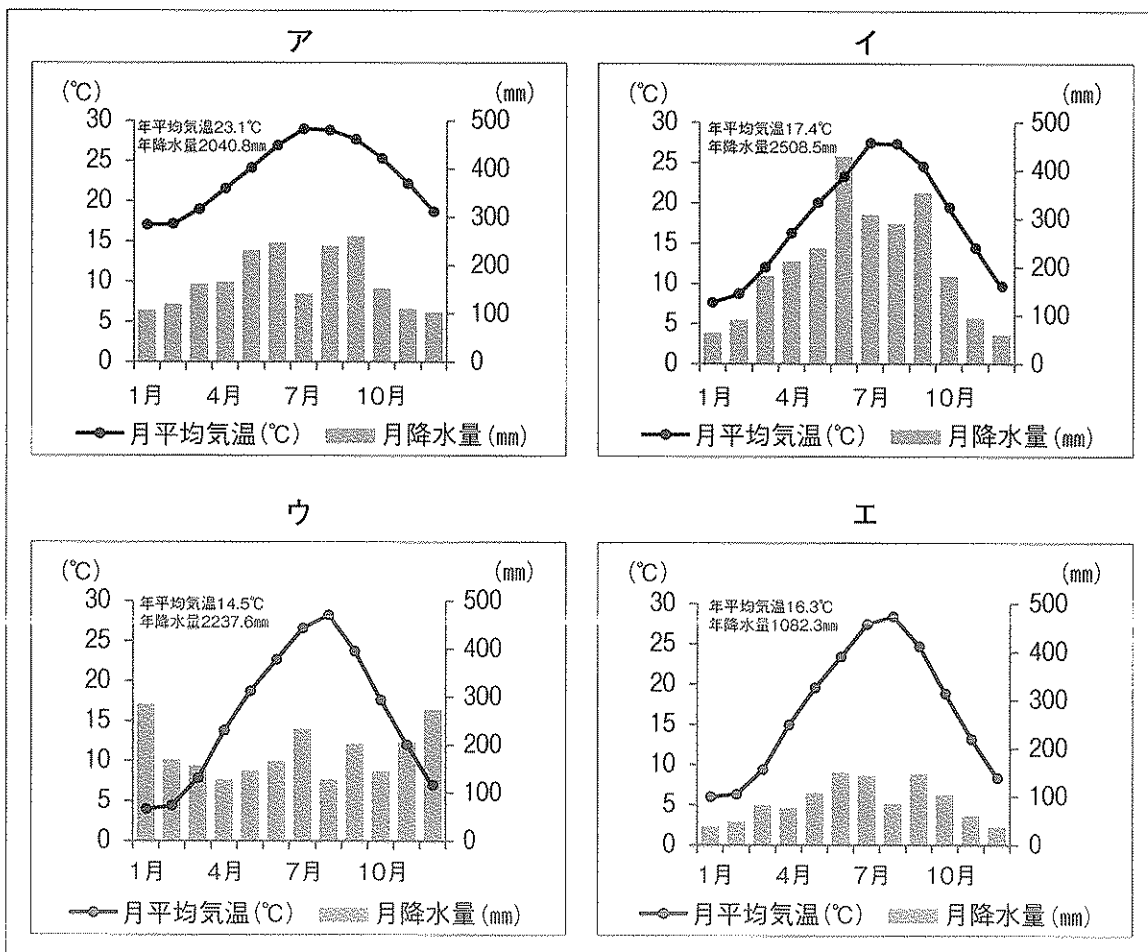 ア
(℃) (㎜)
年平均気温23.1℃
年降水量2040.8㎜
30 500
25 400
20 300
15 200
10 100
5
0 0
1月 4月 7月 10月
月平均気温(℃) 月降水量(㎜)
イ
(℃) (㎜)
年平均気温17.4℃
年降水量2508.5㎜
30 500
25 400
20 300
15 200
10 100
5
0 0
1月 4月 7月 10月
月平均気温(℃) 月降水量(㎜)
ウ
(℃) (㎜)
年平均気温14.5℃
年降水量2237.6㎜
30 500
25 400
20 300
15 200
10 100
5
0 0
1月 4月 7月 10月
月平均気温(℃) 月降水量(㎜)
エ
(℃) (㎜)
年平均気温16.3℃
年降水量1082.3㎜
30 500
25 400
20 300
15 200
10 100
5
0 0
1月 4月 7月 10月
月平均気温(℃) 月降水量(㎜)